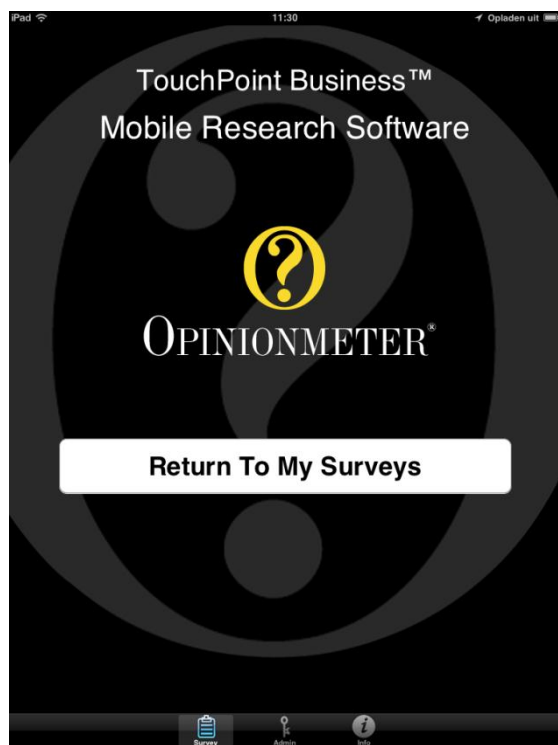 iPad 11:30 Opladen uit
TouchPoint Business™
Mobile Research Software
OPINIONMETER®
Return To My Surveys
Survey Admin Info